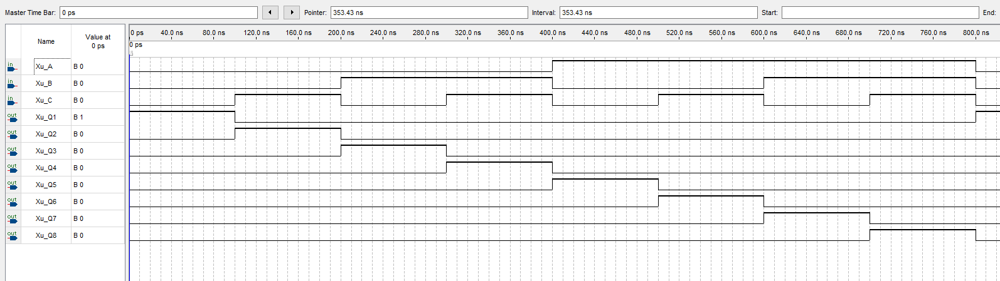 Master Time Bar: 0 ps Pointer: 353.43 ns Interval: 353.43 ns Start: End:
Name Value at 0 ps
0 ps 40.0 ns 80.0 ns 120.0 ns 160.0 ns 200.0 ns 240.0 ns 280.0 ns 320.0 ns 360.0 ns 400.0 ns 440.0 ns 480.0 ns 520.0 ns 560.0 ns 600.0 ns 640.0 ns 680.0 ns 720.0 ns 760.0 ns 800.0 ns
0 ps
in Xu_A B 0
in Xu_B B 0
in Xu_C B 0
out Xu_Q1 B 1
out Xu_Q2 B 0
out Xu_Q3 B 0
out Xu_Q4 B 0
out Xu_Q5 B 0
out Xu_Q6 B 0
out Xu_Q7 B 0
out Xu_Q8 B 0